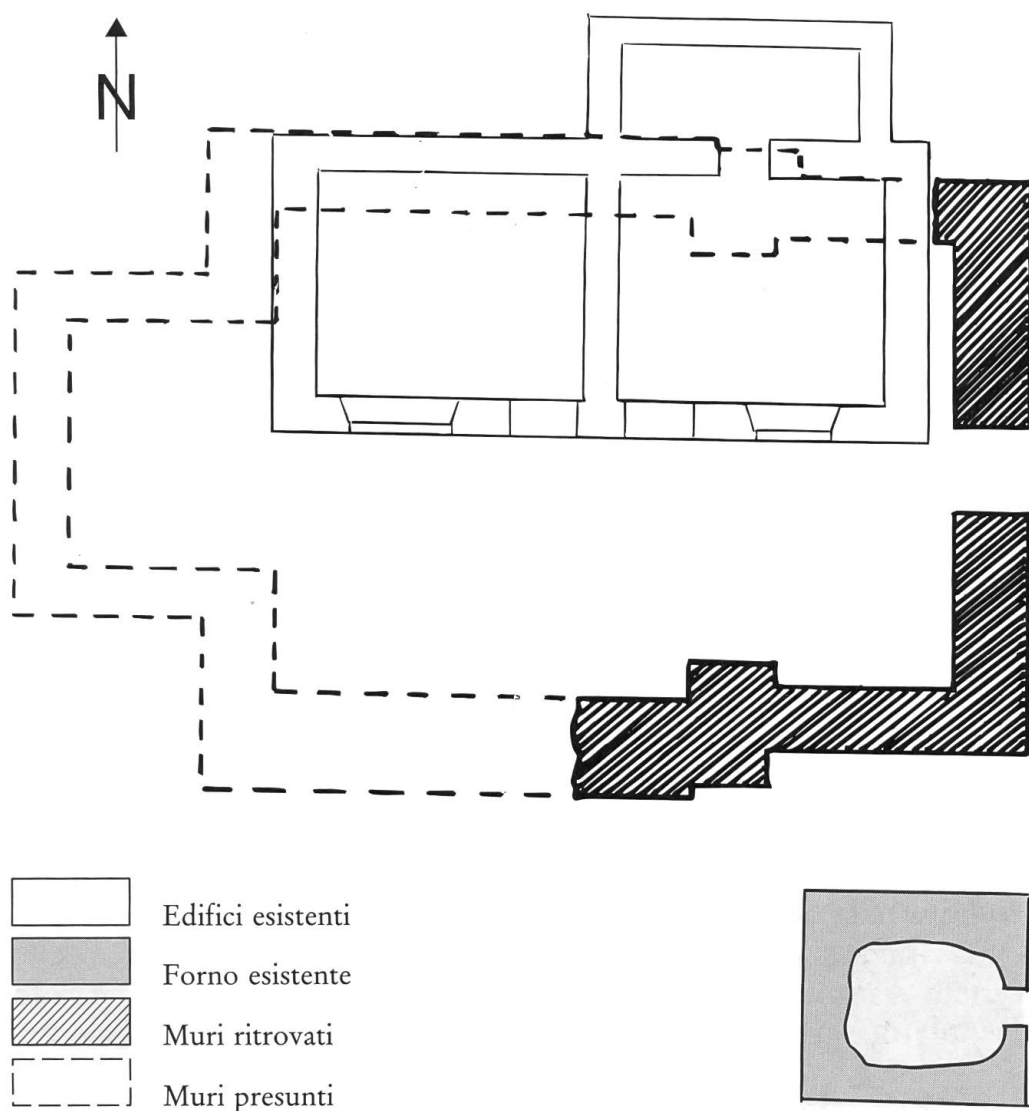 N
Edifici esistenti
Forno esistente
Muri ritrovati
Muri presunti